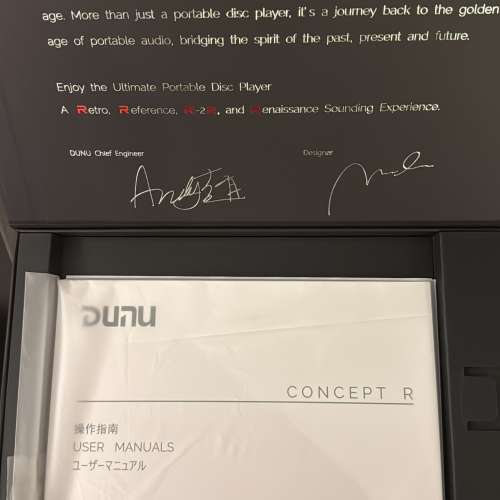 age. More than just a portable disc player, it's a journey back to the golden
age of portable audio, bridging the spirit of the past, present and future.
Enjoy the Ultimate Portable Disc Player
A Retro, Reference, R-2R, and Renaissance Sounding Experience.
DUNU Chief Engineer
Designer
Andy
DUNU
CONCEPT R
操作指南
USER MANUALS
ユーザーマニュアル